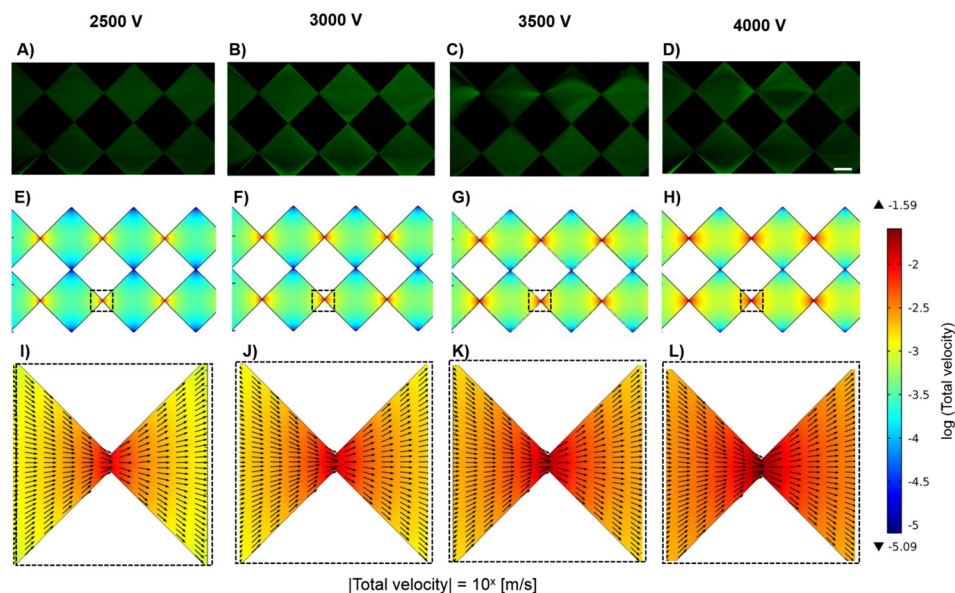 2500 V
3000 V
3500 V
4000 V
A)
B)
C)
D)
E)
F)
G)
H)
▲ -1.59
-2
-2.5
-3
-3.5
-4
-4.5
-5
▼ -5.09
log (Total velocity)
I)
J)
K)
L)
|Total velocity| = 10ˣ [m/s]